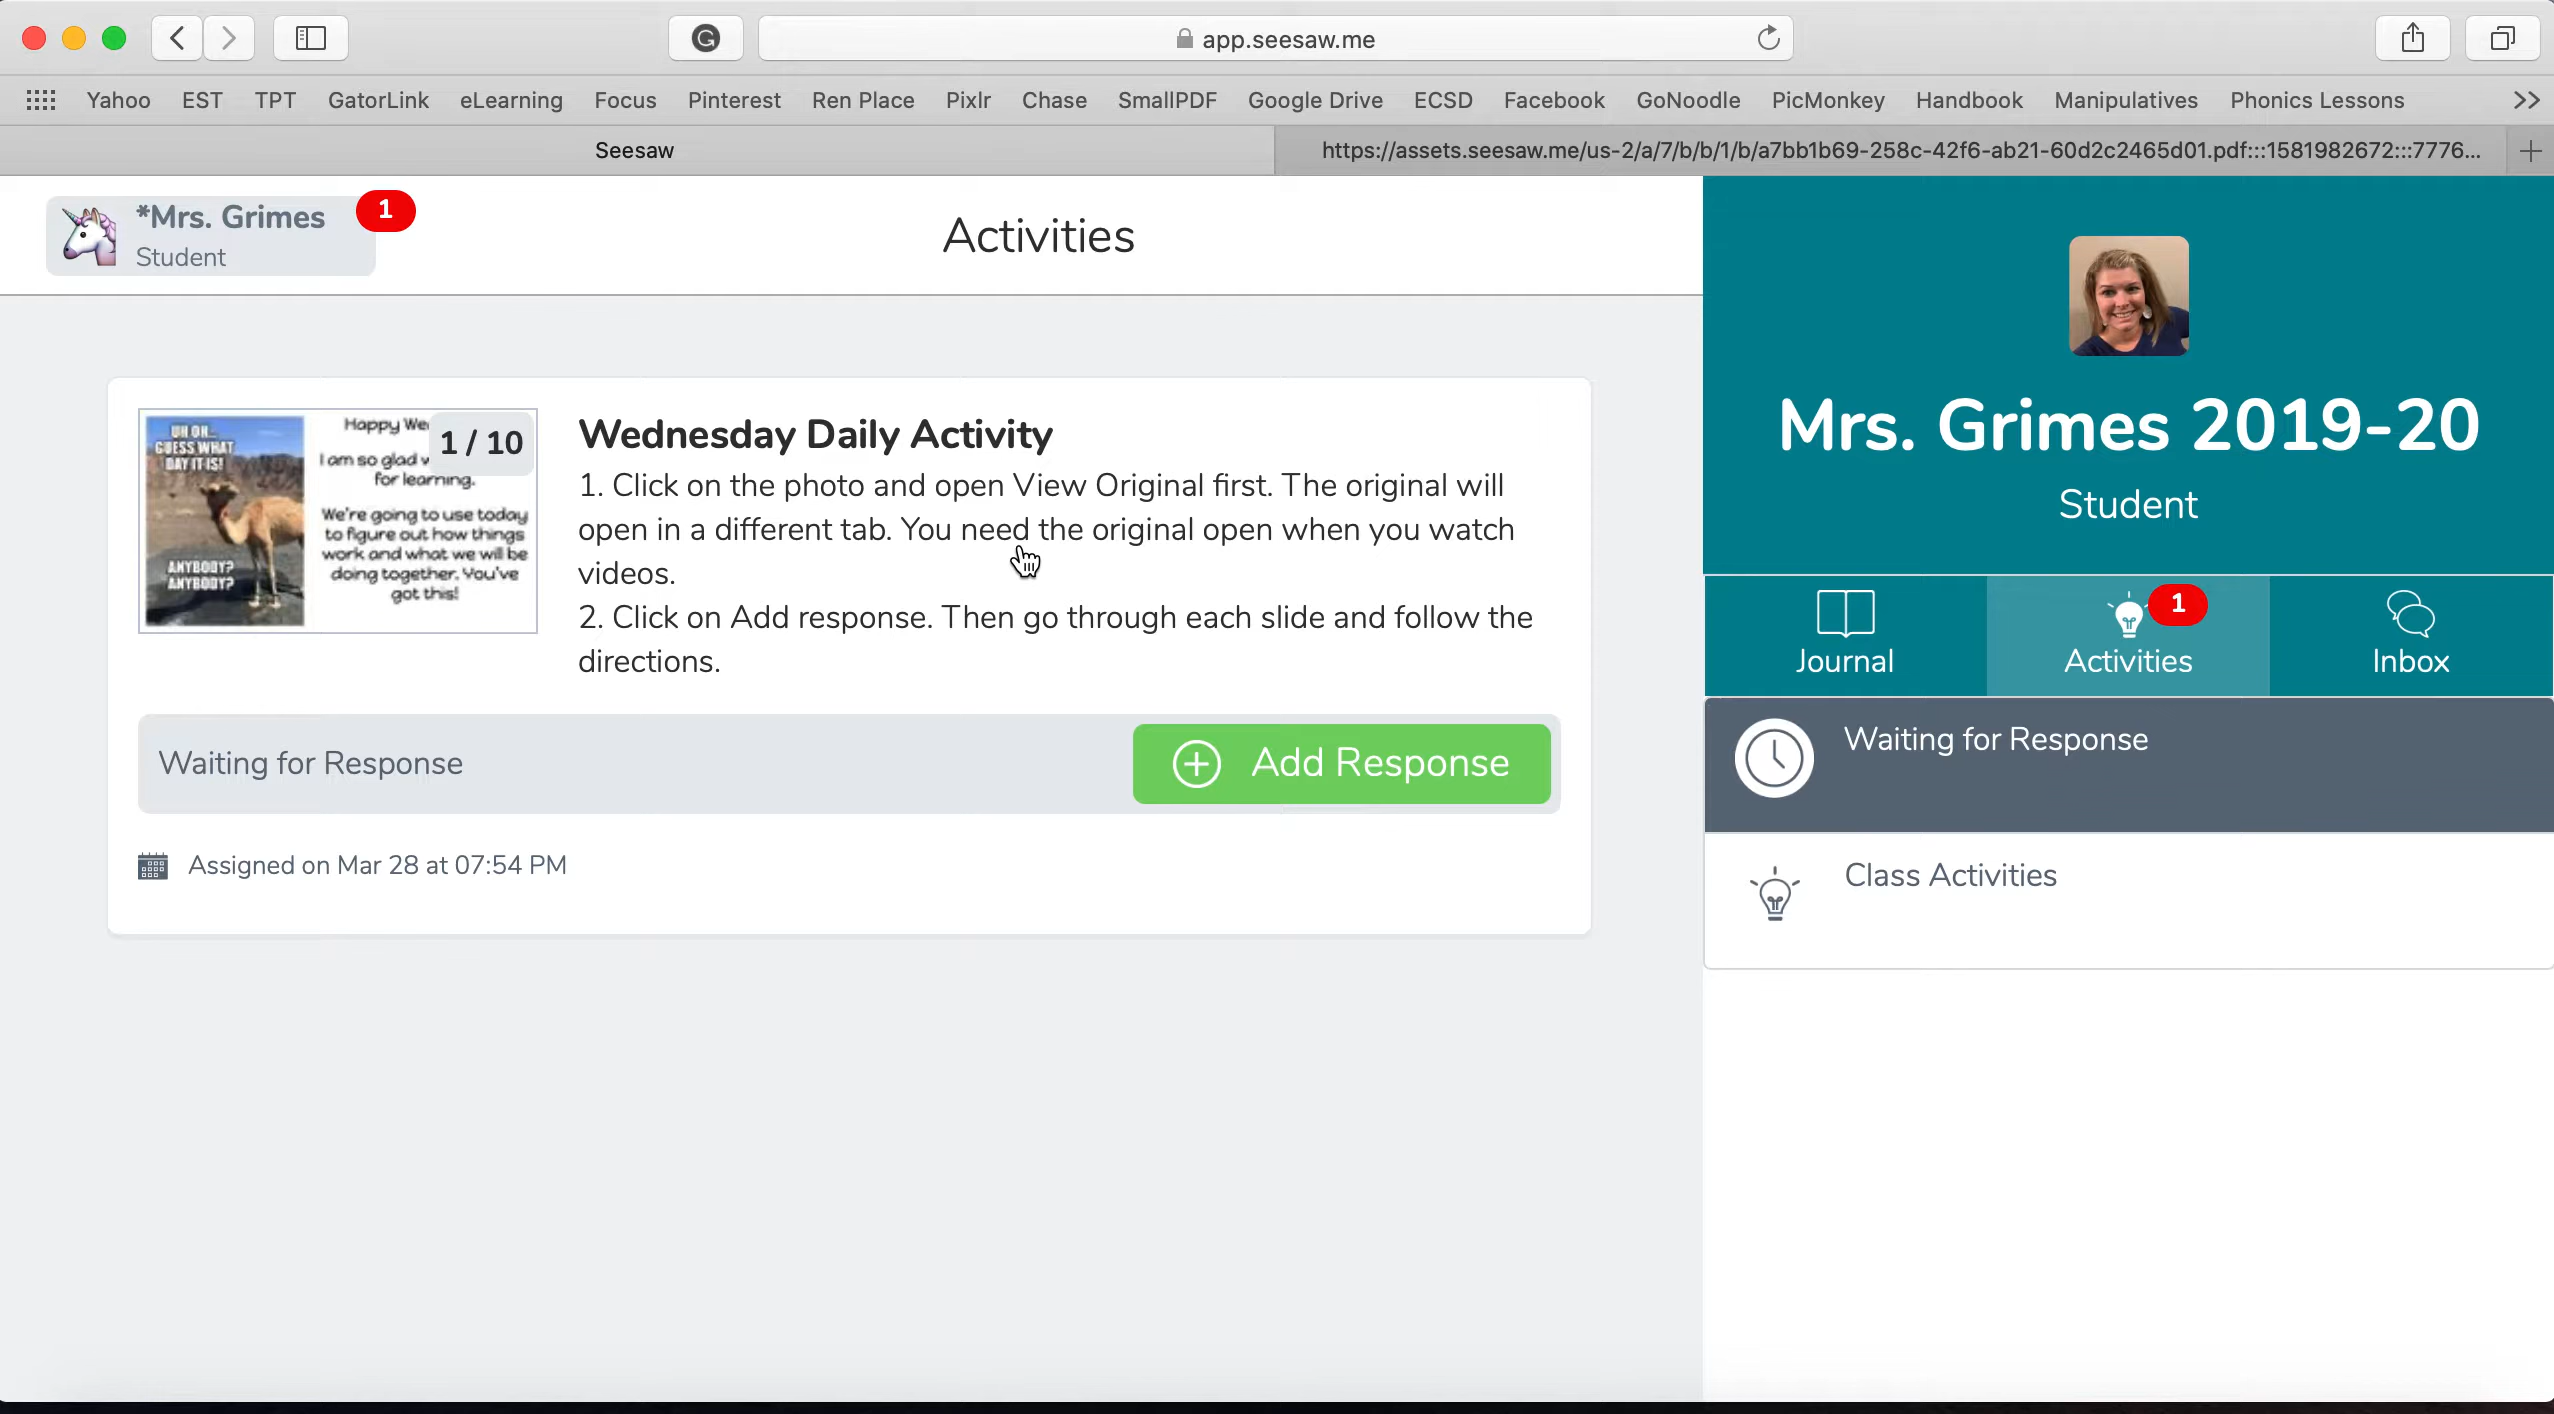 app.seesaw.me
Yahoo EST TPT GatorLink eLearning Focus Pinterest Ren Place Pixlr Chase SmallPDF Google Drive ECSD Facebook GoNoodle PicMonkey Handbook Manipulatives Phonics Lessons
Seesaw
https://assets.seesaw.me/us-2/a/7/b/b/1/b/a7bb1b69-258c-42f6-ab21-60d2c2465d01.pdf:::1581982672:::7776...
*Mrs. Grimes
1
Student
Activities
UH OH...
GUESS WHAT
DAY IT IS!
ANYBODY?
ANYBODY?
Happy We
I am so glad
for learning.
We're going to use today
to figure out how things
work and what we will be
doing together. You've
got this!
1 / 10
Wednesday Daily Activity
1. Click on the photo and open View Original first. The original will
open in a different tab. You need the original open when you watch
videos.
2. Click on Add response. Then go through each slide and follow the
directions.
Waiting for Response
Add Response
Assigned on Mar 28 at 07:54 PM
Mrs. Grimes 2019-20
Student
Journal
1
Activities
Inbox
Waiting for Response
Class Activities